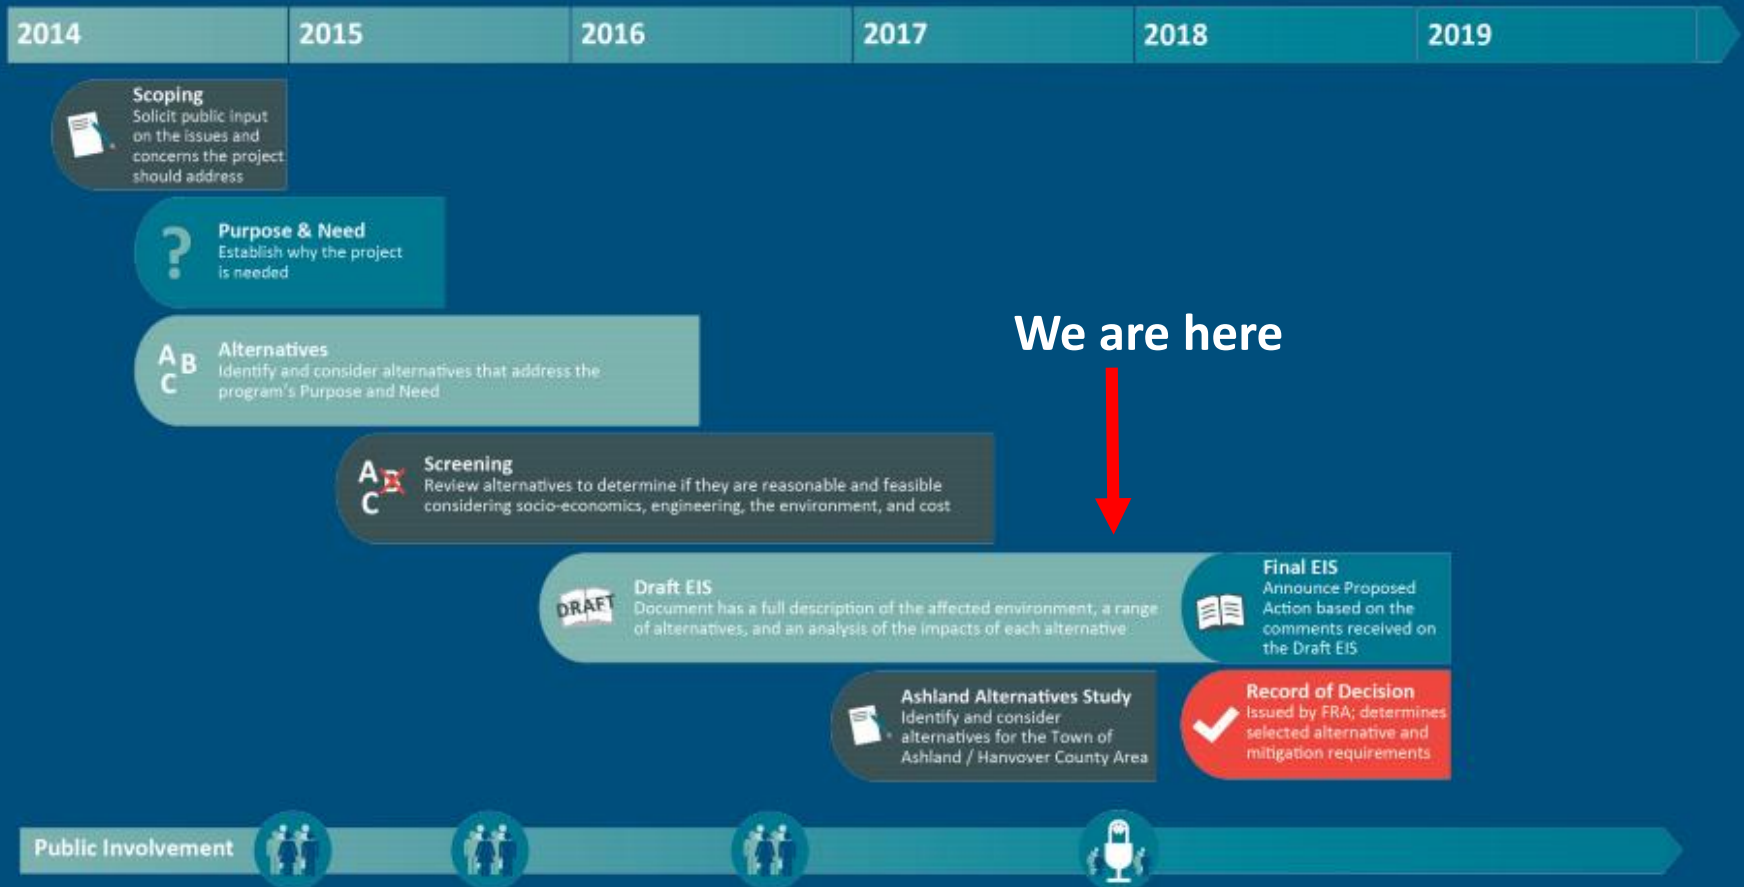 2014 2015 2016 2017 2018 2019
Scoping
Solicit public input
on the issues and
concerns the project
should address
?
Purpose & Need
Establish why the project
is needed
A B
C
Alternatives
Identify and consider alternatives that address the
program's Purpose and Need
We are here
A B
C
Screening
Review alternatives to determine if they are reasonable and feasible
considering socio-economics, engineering, the environment, and cost
DRAFT
Draft EIS
Document has a full description of the affected environment, a range
of alternatives, and an analysis of the impacts of each alternative
Final EIS
Announce Proposed
Action based on the
comments received on
the Draft EIS
Ashland Alternatives Study
Identify and consider
alternatives for the Town of
Ashland / Hanvover County Area
Record of Decision
Issued by FRA; determines
selected alternative and
mitigation requirements
Public Involvement